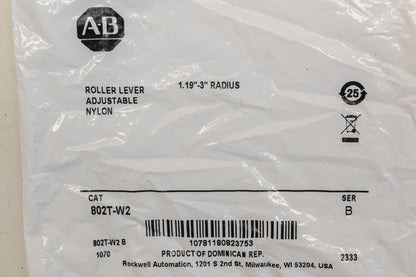 AB
ROLLER LEVER 1.19"-3" RADIUS
ADJUSTABLE
NYLON
25
CAT SER
802T-W2 B
802T-W2 B 10781180823753
1070 PRODUCT OF DOMINICAN REP. 2333
Rockwell Automation, 1201 S 2nd St, Milwaukee, WI 53204, USA